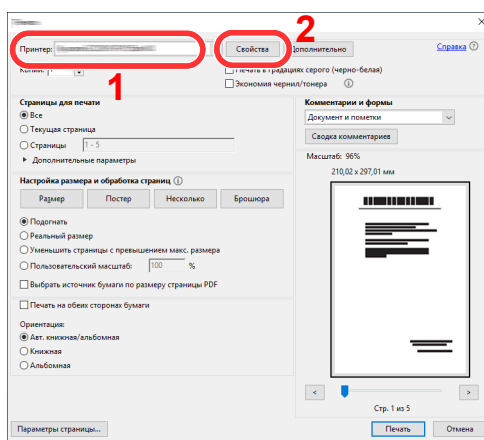 2
Принтер:
Свойства
Дополнительно
Справка
1
Печать в градациях серого (черно-белая)
Экономия чернил/тонера
Страницы для печати
Все
Текущая страница
Страницы
1 - 5
Дополнительные параметры
Комментарии и формы
Документ и пометки
Сводка комментариев
Масштаб: 96%
210,02 x 297,01 мм
Настройка размера и обработка страниц
Размер
Постер
Несколько
Брошюра
Подогнать
Реальный размер
Уменьшить страницы с превышением макс. размера
Пользовательский масштаб:
100
%
Выбрать источник бумаги по размеру страницы PDF
Печать на обеих сторонах бумаги
Ориентация:
Авт. книжная/альбомная
Книжная
Альбомная
<
>
Стр. 1 из 5
Параметры страницы...
Печать
Отмена